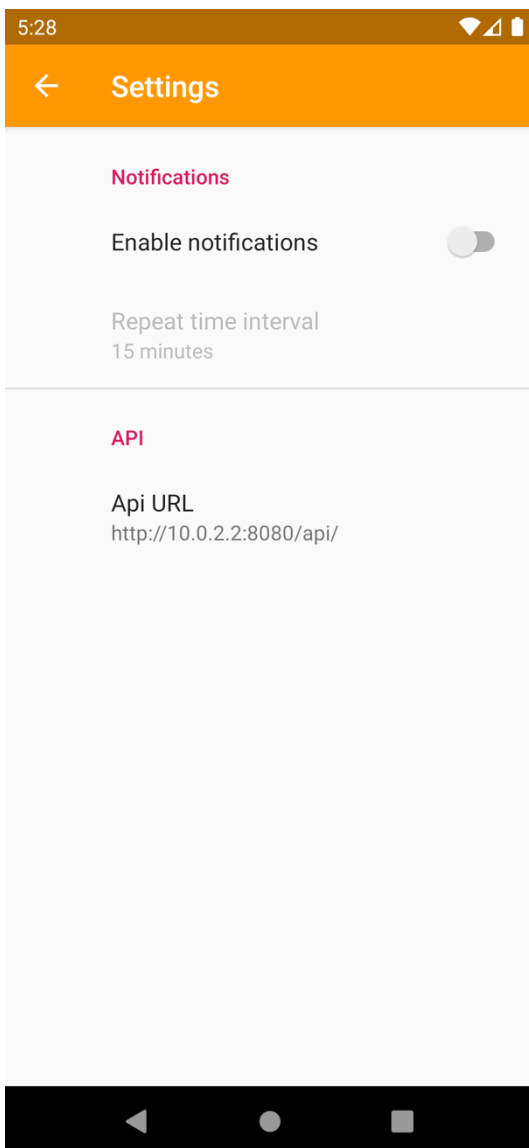 5:28
Settings
Notifications
Enable notifications
Repeat time interval
15 minutes
API
Api URL
http://10.0.2.2:8080/api/